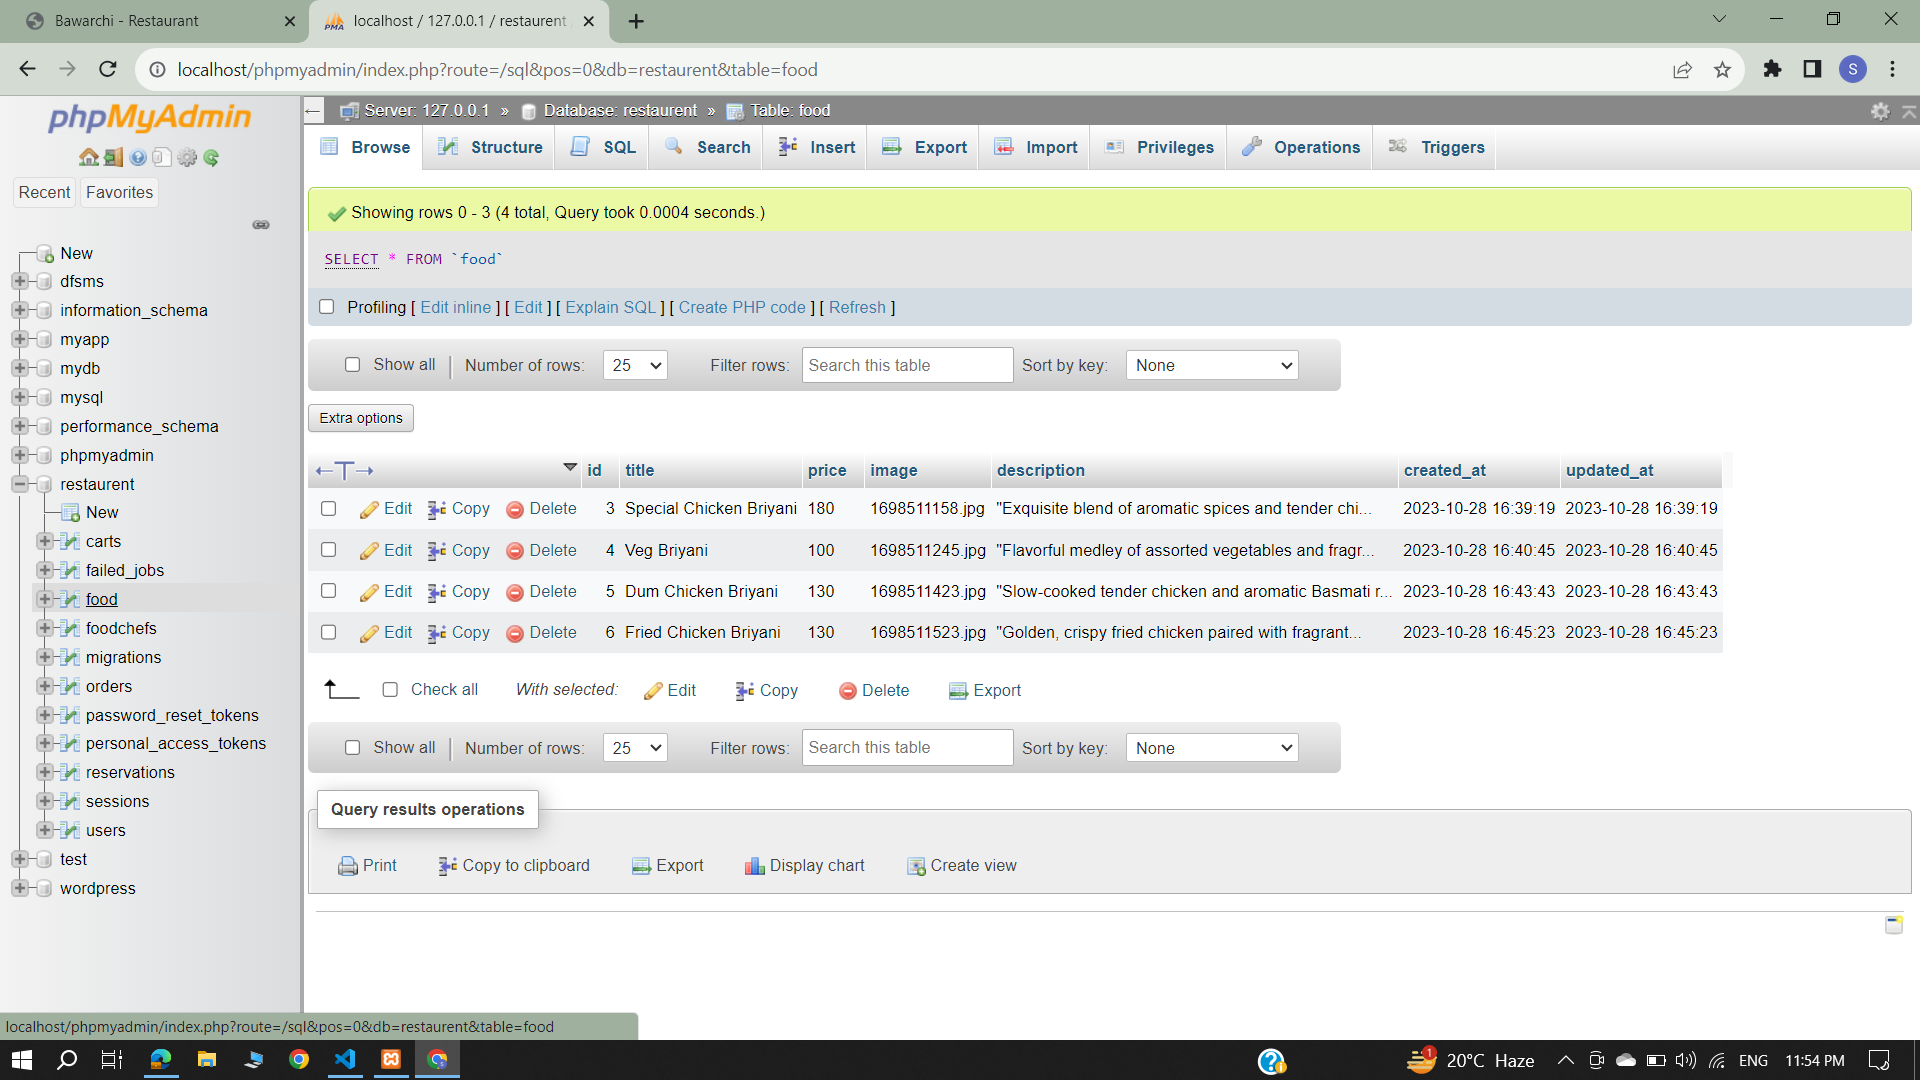 Bawarchi - Restaurant
PMA localhost / 127.0.0.1 / restaurent
localhost/phpmyadmin/index.php?route=/sql&pos=0&db=restaurent&table=food
S
phpMyAdmin
Recent Favorites
New
dfsms
information_schema
myapp
mydb
mysql
performance_schema
phpmyadmin
restaurent
New
carts
failed_jobs
food
foodchefs
migrations
orders
password_reset_tokens
personal_access_tokens
reservations
sessions
users
test
wordpress
Server: 127.0.0.1 » Database: restaurent » Table: food
Browse Structure SQL Search Insert Export Import Privileges Operations Triggers
Showing rows 0 - 3 (4 total, Query took 0.0004 seconds.)
SELECT * FROM `food`
Profiling [ Edit inline ] [ Edit ] [ Explain SQL ] [ Create PHP code ] [ Refresh ]
Show all Number of rows: 25 Filter rows: Search this table Sort by key: None
Extra options
←T→ id title price image description created_at updated_at
Edit Copy Delete 3 Special Chicken Briyani 180 1698511158.jpg "Exquisite blend of aromatic spices and tender chi... 2023-10-28 16:39:19 2023-10-28 16:39:19
Edit Copy Delete 4 Veg Briyani 100 1698511245.jpg "Flavorful medley of assorted vegetables and fragr... 2023-10-28 16:40:45 2023-10-28 16:40:45
Edit Copy Delete 5 Dum Chicken Briyani 130 1698511423.jpg "Slow-cooked tender chicken and aromatic Basmati r... 2023-10-28 16:43:43 2023-10-28 16:43:43
Edit Copy Delete 6 Fried Chicken Briyani 130 1698511523.jpg "Golden, crispy fried chicken paired with fragrant... 2023-10-28 16:45:23 2023-10-28 16:45:23
Check all With selected: Edit Copy Delete Export
Show all Number of rows: 25 Filter rows: Search this table Sort by key: None
Query results operations
Print Copy to clipboard Export Display chart Create view
localhost/phpmyadmin/index.php?route=/sql&pos=0&db=restaurent&table=food
1 20°C Haze ENG 11:54 PM